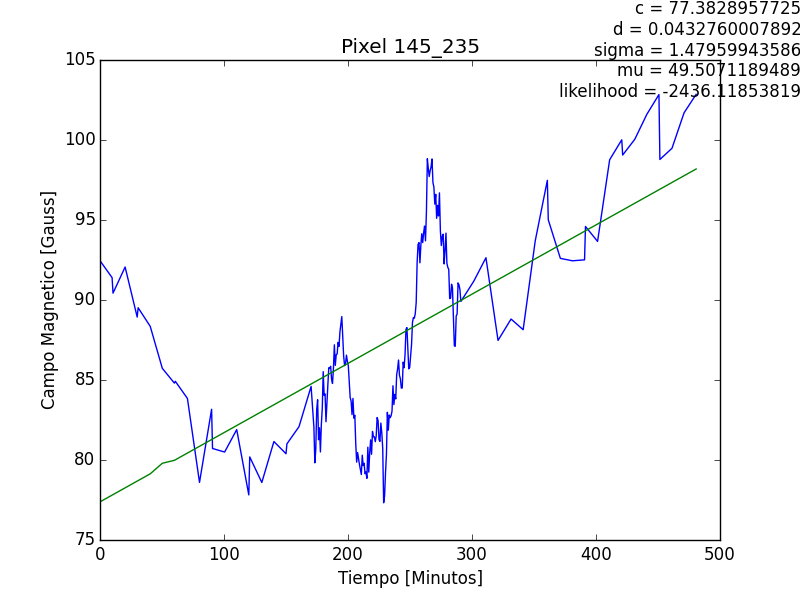 c = 77.3828957725
d = 0.0432760007892
Pixel 145_235
sigma = 1.47959943586
mu = 49.5071189489
likelihood = -2436.11853819
105
100
95
90
85
80
75
Campo Magnetico [Gauss]
0 100 200 300 400 500
Tiempo [Minutos]